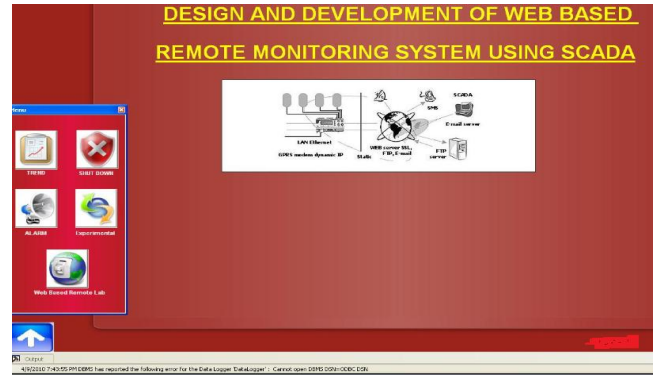 DESIGN AND DEVELOPMENT OF WEB BASED
REMOTE MONITORING SYSTEM USING SCADA
SCADA
SMS
E-mail server
LAN Ethernet
WEB server SSL,
FTP, E-mail
FTP
server
GPRS modem dynamic IP
Static
Menu
TREND
SHUT DOWN
ALARM
Experimental
Web Based Remote Lab
Output
4/9/2010 7:43:55 PM DBMS has reported the following error for the Data Logger 'DataLogger' : Cannot open DBMS DSN=ODBC DSN